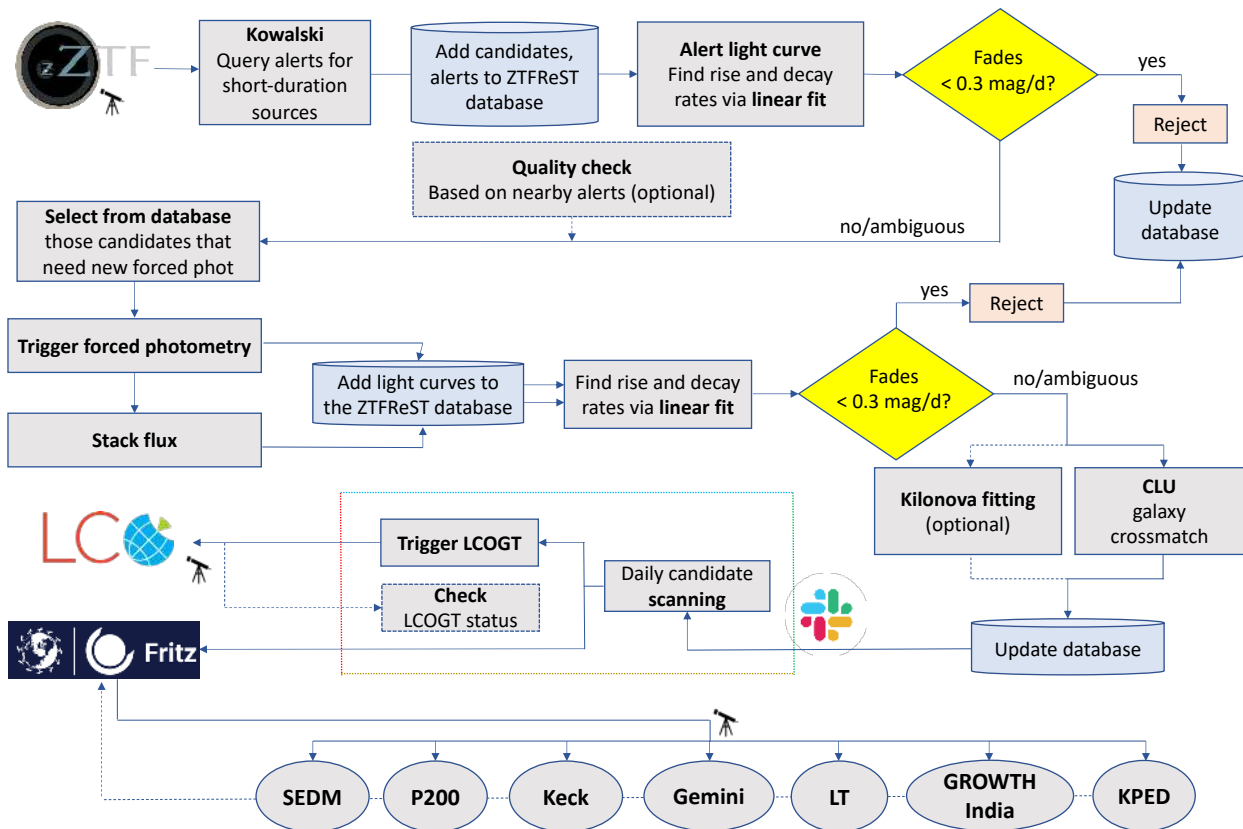 ZTF
Kowalski
Query alerts for
short-duration
sources
Add candidates,
alerts to ZTFReST
database
Alert light curve
Find rise and decay
rates via linear fit
Fades
< 0.3 mag/d?
yes
Reject
Update
database
Quality check
Based on nearby alerts (optional)
no/ambiguous
Select from database
those candidates that
need new forced phot
Trigger forced photometry
Stack flux
Add light curves to
the ZTFReST database
Find rise and decay
rates via linear fit
Fades
< 0.3 mag/d?
yes
Reject
no/ambiguous
Kilonova fitting
(optional)
CLU
galaxy
crossmatch
Update database
Daily candidate
scanning
Trigger LCOGT
Check
LCOGT status
LCO
Fritz
SEDM
P200
Keck
Gemini
LT
GROWTH
India
KPED